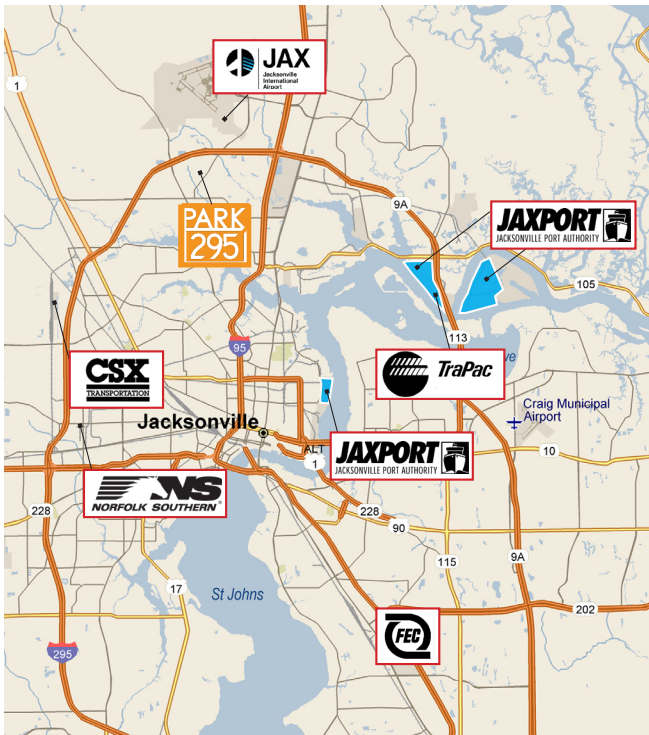 JAX
Jacksonville
International
Airport
1
9A
PARK
295
JAXPORT
JACKSONVILLE PORT AUTHORITY
105
113
95
TraPac
CSX
TRANSPORTATION
Craig Municipal
Airport
Jacksonville
ALT
1
JAXPORT
JACKSONVILLE PORT AUTHORITY
10
NS
NORFOLK SOUTHERN
228
228
90
9A
115
17
St Johns
202
FEC
295